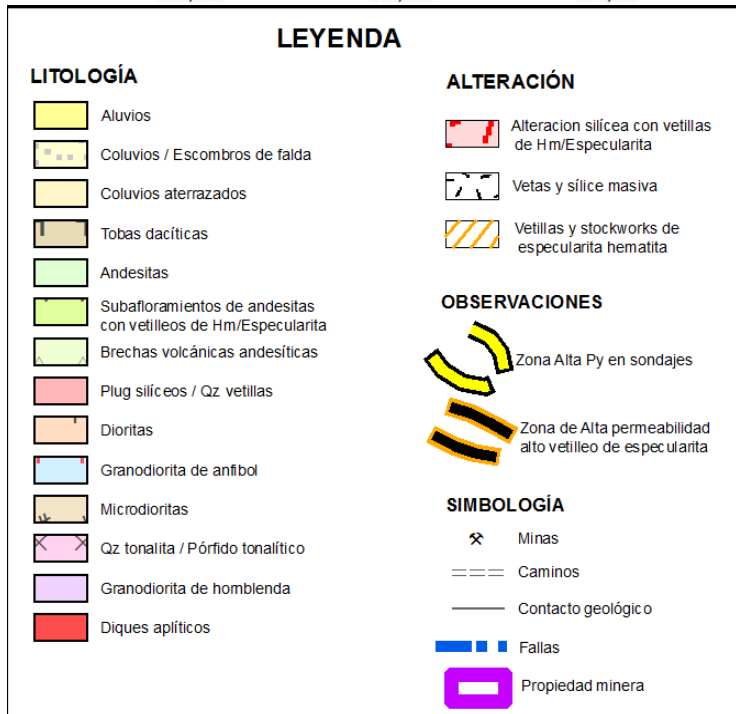 LEYENDA
LITOLOGÍA
Aluvios
Coluvios / Escombros de falda
Coluvios aterrazados
Tobas dacíticas
Andesitas
Subafloramientos de andesitas
con vetilleos de Hm/Especularita
Brechas volcánicas andesíticas
Plug silíceos / Qz vetillas
Dioritas
Granodiorita de anfibol
Microdioritas
Qz tonalita / Pórfido tonalítico
Granodiorita de hornblenda
Diques aplíticos
ALTERACIÓN
Alteracion silícea con vetillas
de Hm/Especularita
Vetas y sílice masiva
Vetillas y stockworks de
especularita hematita
OBSERVACIONES
Zona Alta Py en sondajes
Zona de Alta permeabilidad
alto vetilleo de especularita
SIMBOLOGÍA
Minas
Caminos
Contacto geológico
Fallas
Propiedad minera